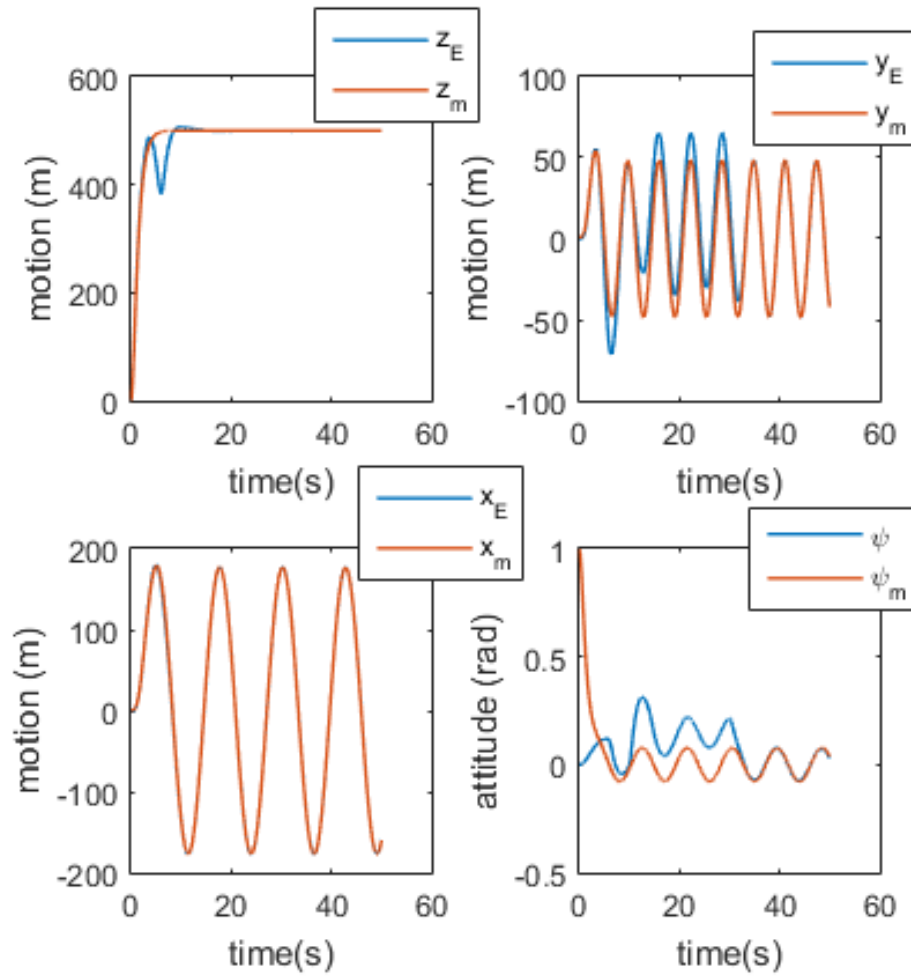 z_E
z_m
600
400
200
0
motion (m)
0 20 40 60
time(s)
y_E
y_m
100
50
0
-50
-100
motion (m)
0 20 40 60
time(s)
x_E
x_m
200
100
0
-100
-200
motion (m)
0 20 40 60
time(s)
ψ
ψ_m
1
0.5
0
-0.5
attitude (rad)
0 20 40 60
time(s)